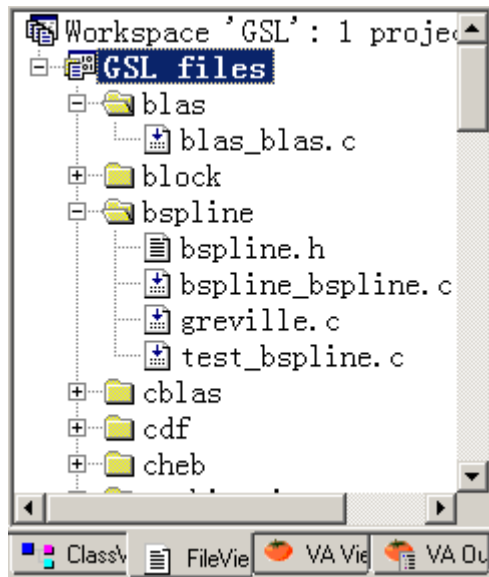 Workspace 'GSL': 1 projec
GSL files
blas
blas_blas.c
block
bspline
bspline.h
bspline_bspline.c
greville.c
test_bspline.c
cblas
cdf
cheb
ClassV FileVie VA Vie VA Ou